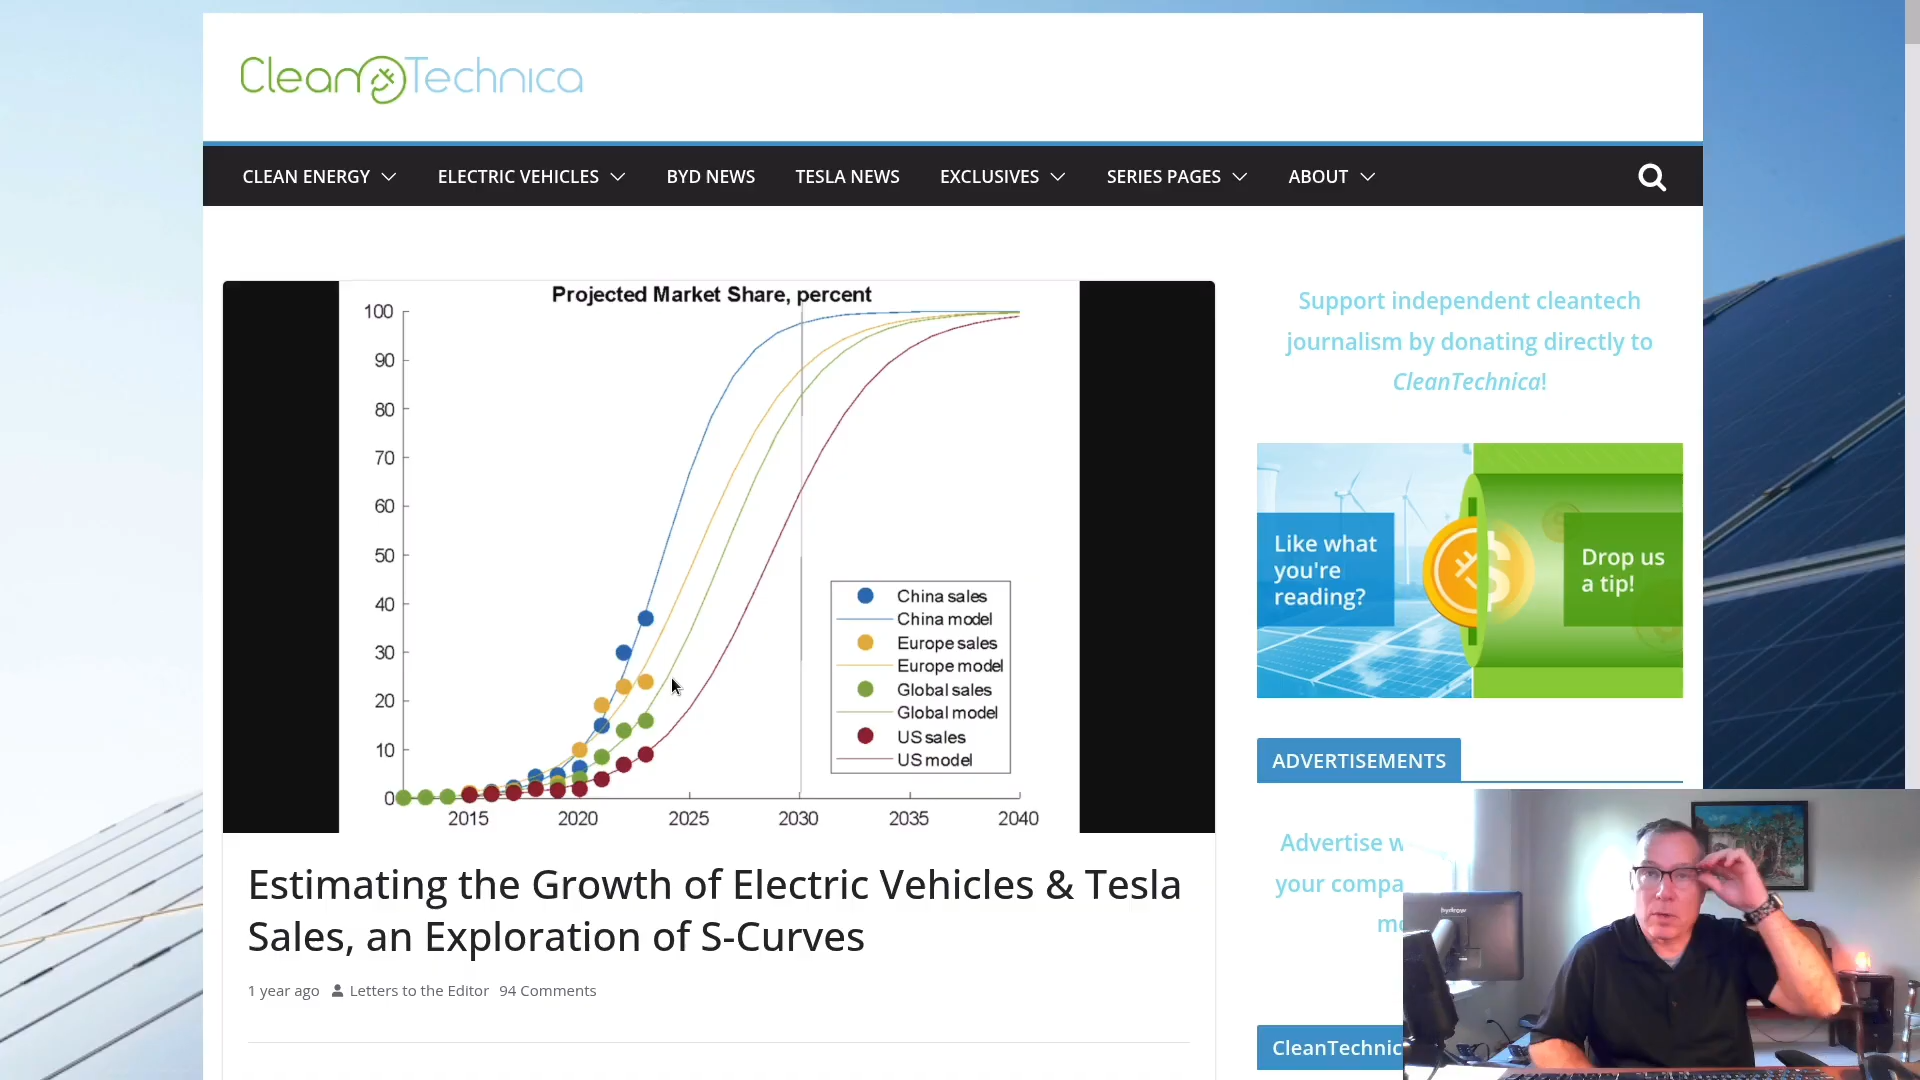 CleanTechnica
CLEAN ENERGY
ELECTRIC VEHICLES
BYD NEWS
TESLA NEWS
EXCLUSIVES
SERIES PAGES
ABOUT
Projected Market Share, percent
100
90
80
70
60
50
40
30
20
10
0
2015
2020
2025
2030
2035
2040
China sales
China model
Europe sales
Europe model
Global sales
Global model
US sales
US model
Estimating the Growth of Electric Vehicles & Tesla
Sales, an Exploration of S-Curves
1 year ago Letters to the Editor 94 Comments
Support independent cleantech
journalism by donating directly to
CleanTechnica!
Like what
you're
reading?
$
Drop us
a tip!
ADVERTISEMENTS
Advertise w
your compa
CleanTechnic